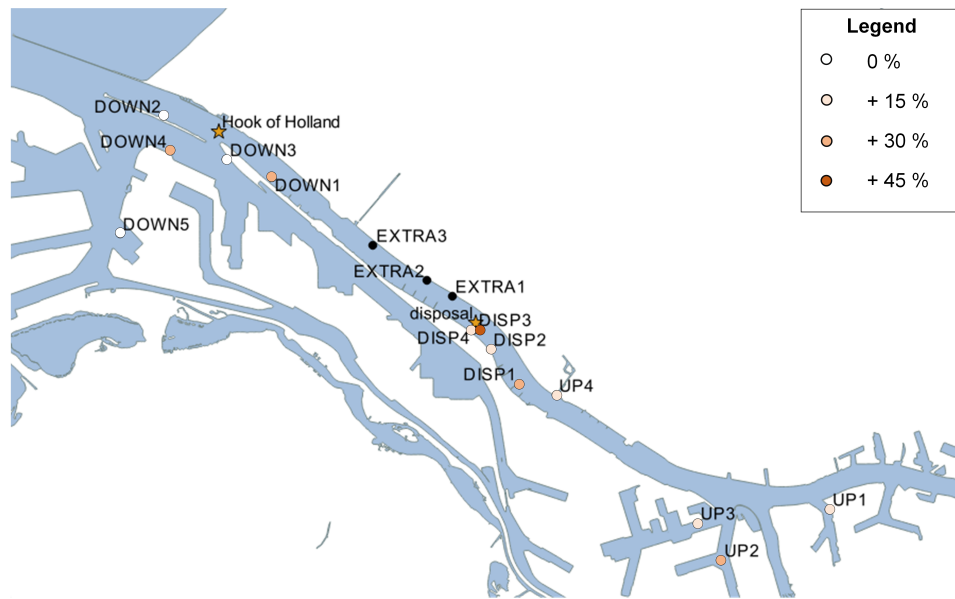 Legend
0 %
+ 15 %
+ 30 %
+ 45 %
DOWN2
Hook of Holland
DOWN4
DOWN3
DOWN1
DOWN5
EXTRA3
EXTRA2
EXTRA1
disposal
DISP3
DISP4
DISP2
DISP1
UP4
UP3
UP1
UP2